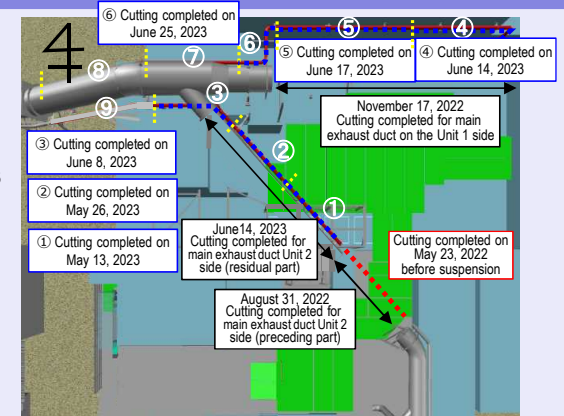 ⑥ Cutting completed on
June 25, 2023
⑤
④
⑥
⑦
⑤ Cutting completed on
June 17, 2023
④ Cutting completed on
June 14, 2023
⑧
⑨
③
November 17, 2022
Cutting completed for main
exhaust duct on the Unit 1 side
③ Cutting completed on
June 8, 2023
②
② Cutting completed on
May 26, 2023
①
① Cutting completed on
May 13, 2023
June14, 2023
Cutting completed for
main exhaust duct Unit 2
side (residual part)
Cutting completed on
May 23, 2022
before suspension
August 31, 2022
Cutting completed for
main exhaust duct Unit 2
side (preceding part)